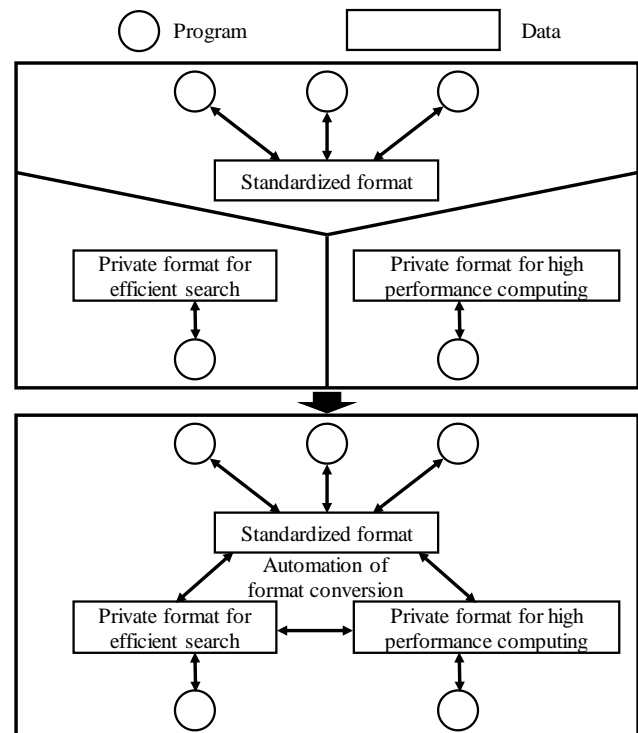 Program
Data
Standardized format
Private format for
efficient search
Private format for high
performance computing
Standardized format
Automation of
format conversion
Private format for
efficient search
Private format for high
performance computing